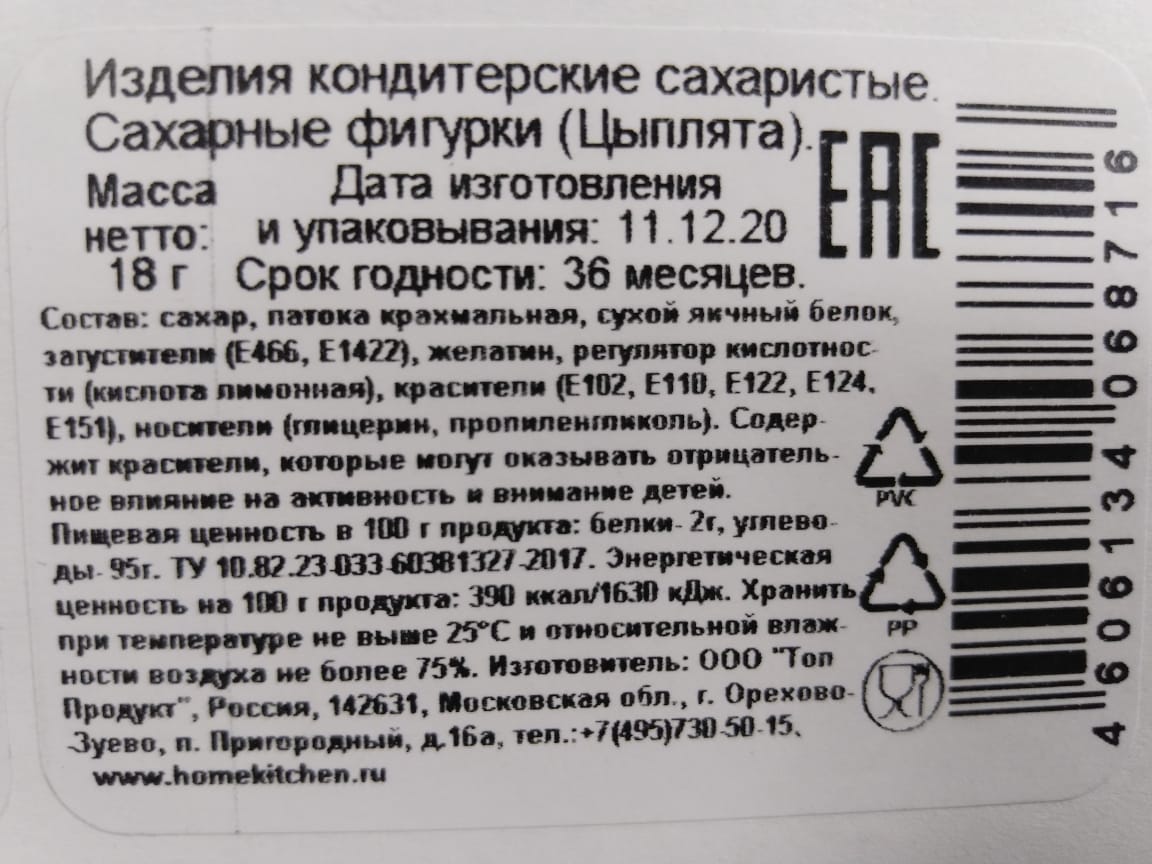 Изделия кондитерские сахаристые.
Сахарные фигурки (Цыплята).
Масса нетто: 18 г
Дата изготовления
и упаковывания: 11.12.20
Срок годности: 36 месяцев.
EAC
Состав: сахар, патока крахмальная, сухой яичный белок,
загустители (Е466, Е1422), желатин, регулятор кислотнос-
ти (кислота лимонная), красители (Е102, Е110, Е122, Е124,
Е151), носители (глицерин, пропиленгликоль). Содер-
жит красители, которые могут оказывать отрицатель-
ное влияние на активность и внимание детей.
Пищевая ценность в 100 г продукта: белки- 2г, углево-
ды- 95г. ТУ 10.82.23-033-60381327-2017. Энергетическая
ценность на 100 г продукта: 390 ккал/1630 кДж. Хранить
при температуре не выше 25°С и относительной влаж-
ности воздуха не более 75%. Изготовитель: ООО "Топ
Продукт", Россия, 142631, Московская обл., г. Орехово-
Зуево, п. Пригородный, д.16а, тел.:+7(495)730-50-15.
www.homekitchen.ru
PVC
PP
4606134068716